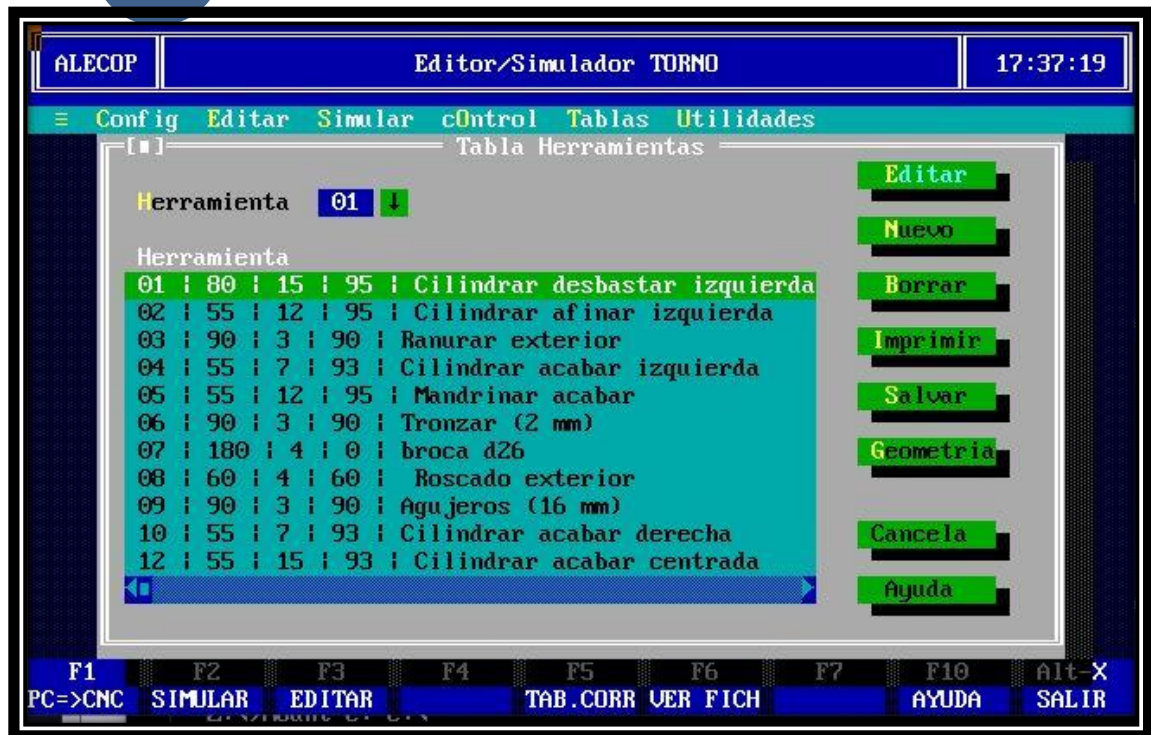 ALECOP Editor/Simulador TORNO 17:37:19
≡ Config Editar Simular cOntrol Tablas Utilidades
[■] Tabla Herramientas
Editar
Herramienta 01 ↓
Nuevo
Herramienta
01 ¦ 80 ¦ 15 ¦ 95 ¦ Cilindrar desbastar izquierda
Borrar
02 ¦ 55 ¦ 12 ¦ 95 ¦ Cilindrar afinar izquierda
03 ¦ 90 ¦ 3 ¦ 90 ¦ Ranurar exterior
Imprimir
04 ¦ 55 ¦ 7 ¦ 93 ¦ Cilindrar acabar izquierda
05 ¦ 55 ¦ 12 ¦ 95 ¦ Mandrinar acabar
Salvar
06 ¦ 90 ¦ 3 ¦ 90 ¦ Tronzar (2 mm)
07 ¦ 180 ¦ 4 ¦ 0 ¦ broca d26
Geometria
08 ¦ 60 ¦ 4 ¦ 60 ¦ Roscado exterior
09 ¦ 90 ¦ 3 ¦ 90 ¦ Agujeros (16 mm)
10 ¦ 55 ¦ 7 ¦ 93 ¦ Cilindrar acabar derecha
Cancela
12 ¦ 55 ¦ 15 ¦ 93 ¦ Cilindrar acabar centrada
Ayuda
F1 F2 F3 F4 F5 F6 F7 F10 Alt-X
PC=>CNC SIMULAR EDITAR TAB.CORR VER FICH AYUDA SALIR